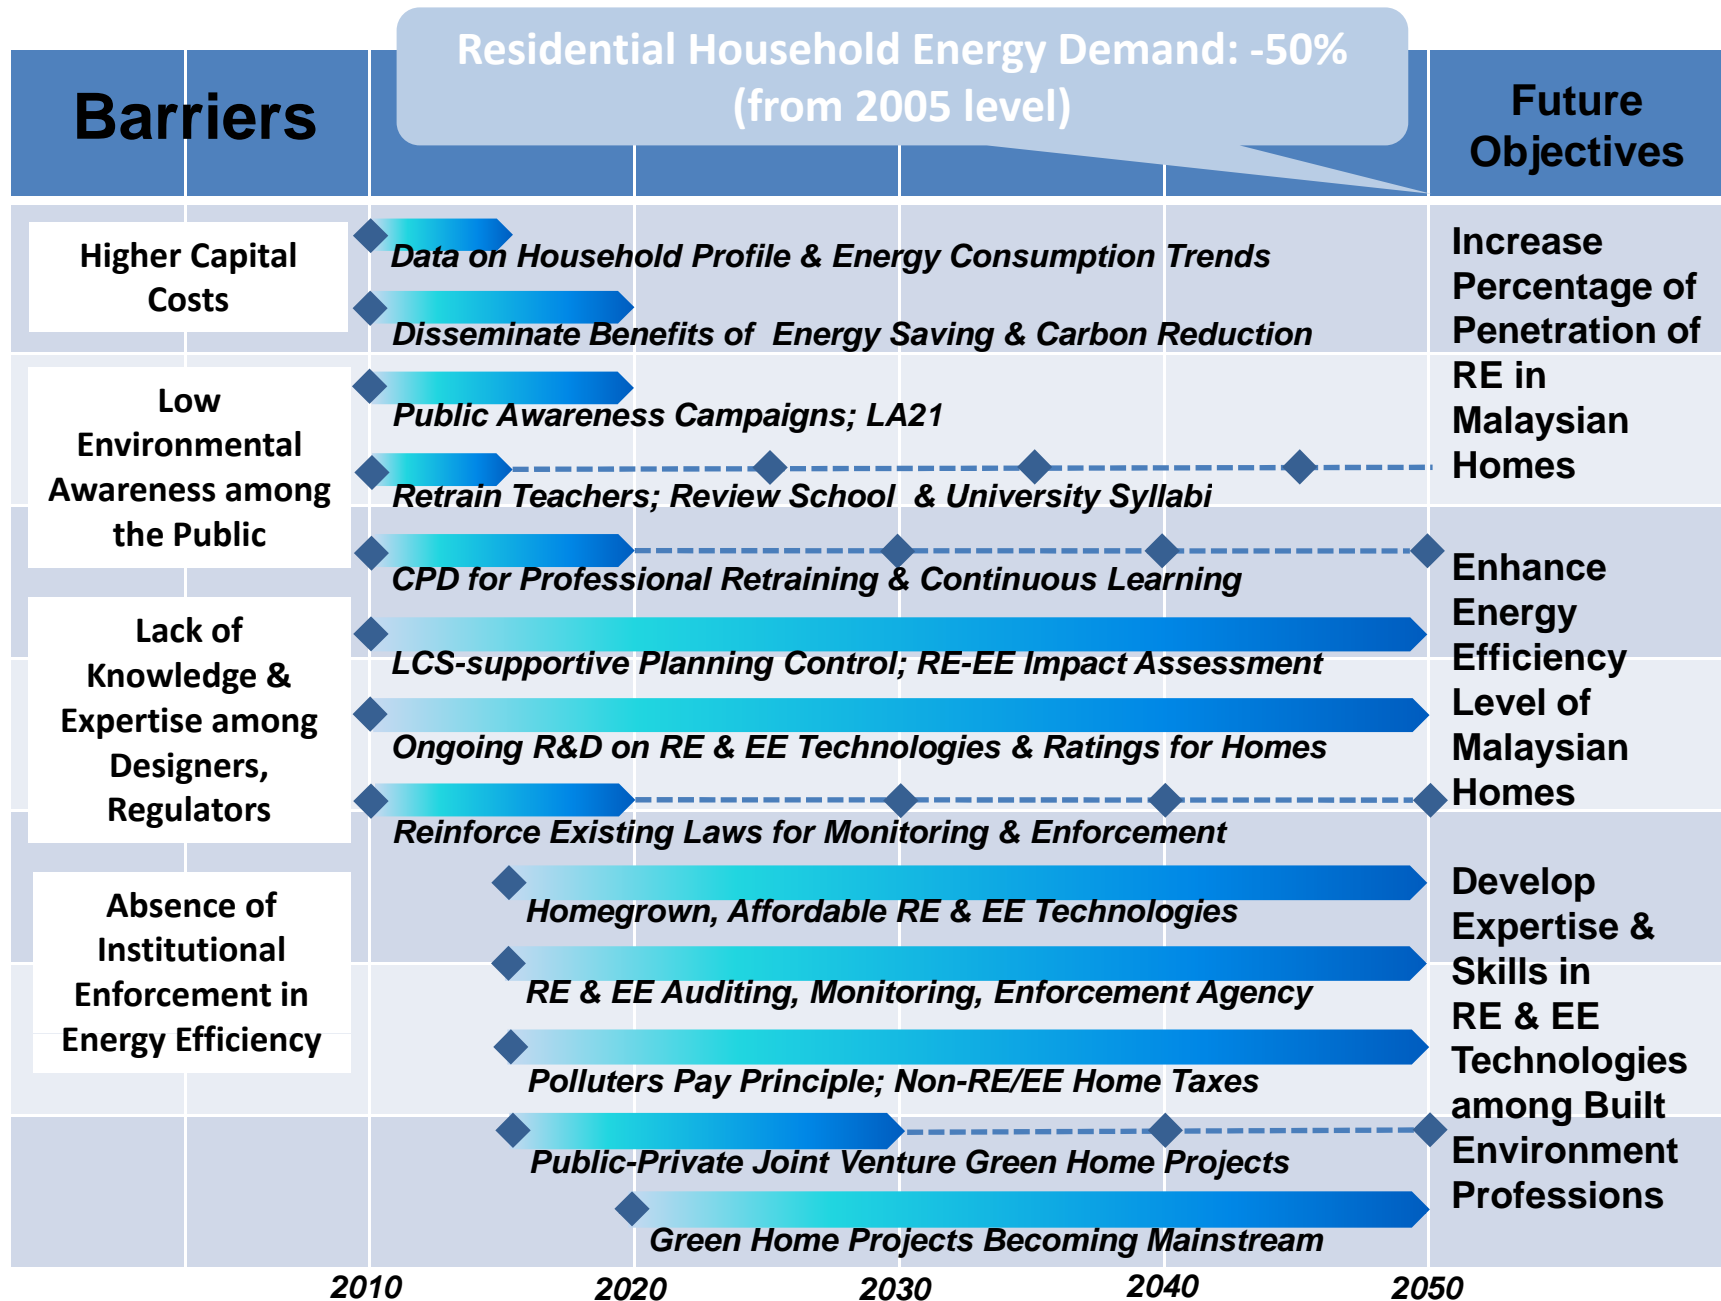 Residential Household Energy Demand: -50%
(from 2005 level)
Barriers
Future
Objectives
Higher Capital
Costs
Low
Environmental
Awareness among
the Public
Lack of
Knowledge &
Expertise among
Designers,
Regulators
Absence of
Institutional
Enforcement in
Energy Efficiency
Data on Household Profile & Energy Consumption Trends
Disseminate Benefits of Energy Saving & Carbon Reduction
Public Awareness Campaigns; LA21
Retrain Teachers; Review School & University Syllabi
CPD for Professional Retraining & Continuous Learning
LCS-supportive Planning Control; RE-EE Impact Assessment
Ongoing R&D on RE & EE Technologies & Ratings for Homes
Reinforce Existing Laws for Monitoring & Enforcement
Homegrown, Affordable RE & EE Technologies
RE & EE Auditing, Monitoring, Enforcement Agency
Polluters Pay Principle; Non-RE/EE Home Taxes
Public-Private Joint Venture Green Home Projects
Green Home Projects Becoming Mainstream
Increase
Percentage of
Penetration of
RE in
Malaysian
Homes
Enhance
Energy
Efficiency
Level of
Malaysian
Homes
Develop
Expertise &
Skills in
RE & EE
Technologies
among Built
Environment
Professions
2010
2020
2030
2040
2050